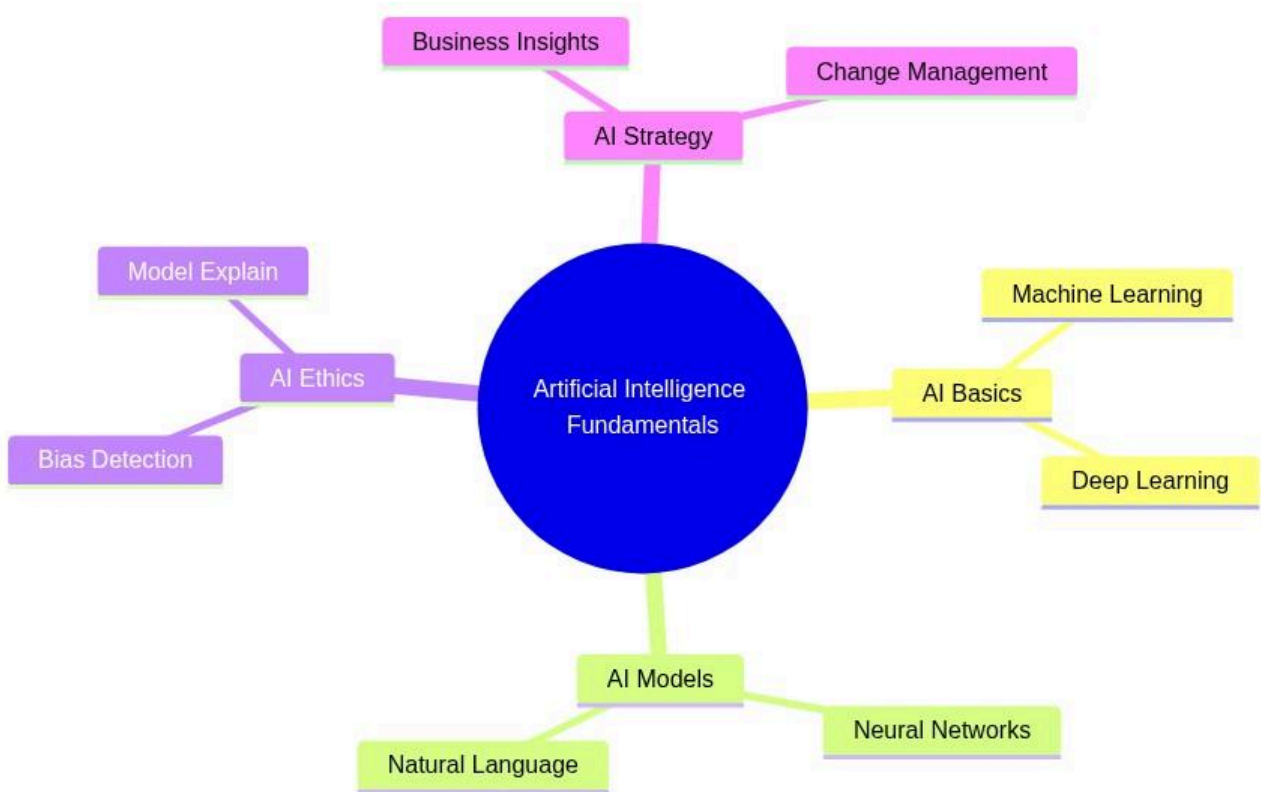 Business Insights
Change Management
AI Strategy
Model Explain
Machine Learning
AI Ethics
Artificial Intelligence
Fundamentals
AI Basics
Bias Detection
Deep Learning
AI Models
Neural Networks
Natural Language